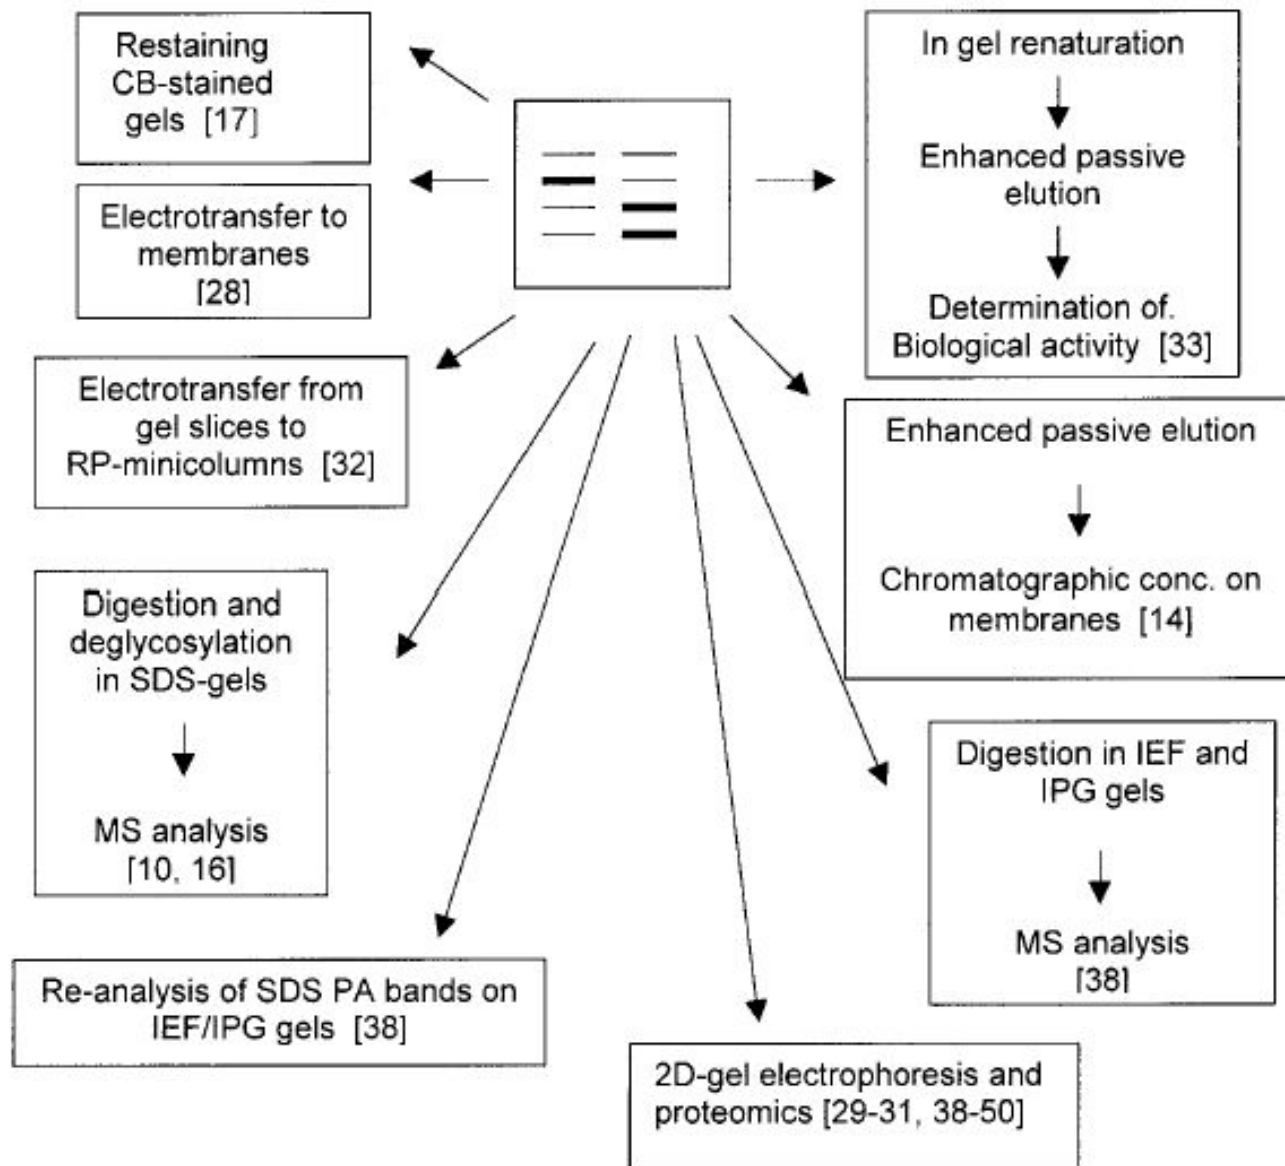 Restaining
CB-stained
gels [17]
Electrotransfer to
membranes
[28]
Electrotransfer from
gel slices to
RP-minicolumns [32]
Digestion and
deglycosylation
in SDS-gels
MS analysis
[10, 16]
Re-analysis of SDS PA bands on
IEF/IPG gels [38]
2D-gel electrophoresis and
proteomics [29-31, 38-50]
In gel renaturation
Enhanced passive
elution
Determination of.
Biological activity [33]
Enhanced passive elution
Chromatographic conc. on
membranes [14]
Digestion in IEF and
IPG gels
MS analysis
[38]